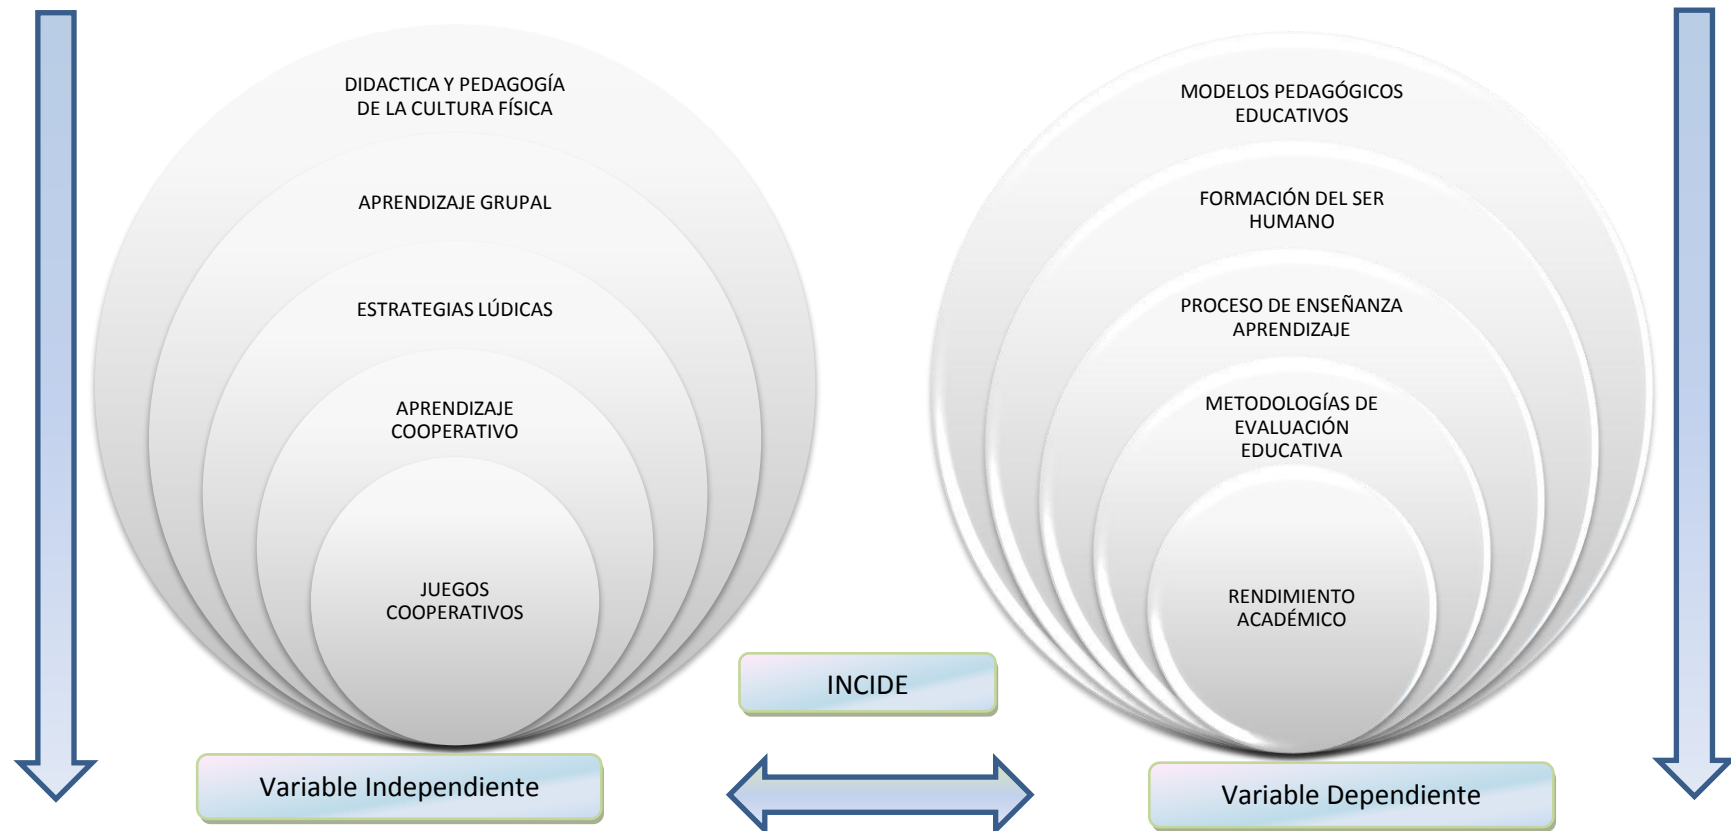 DIDACTICA Y PEDAGOGÍA
DE LA CULTURA FÍSICA
APRENDIZAJE GRUPAL
ESTRATEGIAS LÚDICAS
APRENDIZAJE
COOPERATIVO
JUEGOS
COOPERATIVOS
MODELOS PEDAGÓGICOS
EDUCATIVOS
FORMACIÓN DEL SER
HUMANO
PROCESO DE ENSEÑANZA
APRENDIZAJE
METODOLOGÍAS DE
EVALUACIÓN
EDUCATIVA
RENDIMIENTO
ACADÉMICO
INCIDE
Variable Independiente
Variable Dependiente